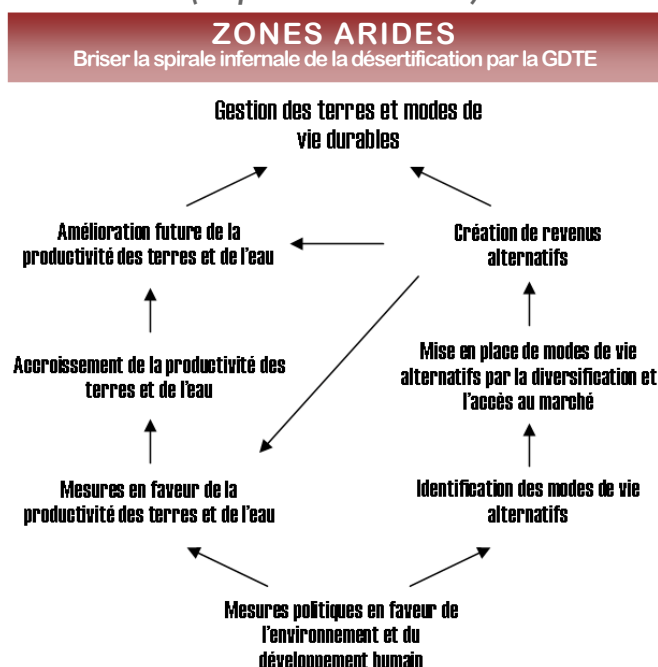 ZONES ARIDES
Briser la spirale infernale de la désertification par la GDTE
Gestion des terres et modes de
vie durables
Amélioration future de la
productivité des terres et de l'eau
Création de revenus
alternatifs
Accroissement de la productivité des
terres et de l'eau
Mise en place de modes de vie
alternatifs par la diversification et
l'accès au marché
Mesures en faveur de la
productivité des terres et de l'eau
Identification des modes de vie
alternatifs
Mesures politiques en faveur de
l'environnement et du
développement humain